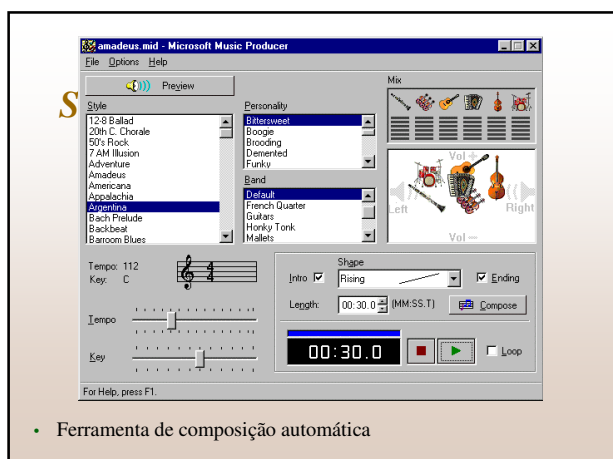 amadeus.mid - Microsoft Music Producer
File Options Help
S
Preview
Mix
Style
12-8 Ballad
20th C. Chorale
50's Rock
7 AM Illusion
Adventure
Amadeus
Americana
Appalachia
Argentina
Bach Prelude
Backbeat
Barroom Blues
Personality
Bittersweet
Boogie
Brooding
Demented
Funky
Band
Default
French Quarter
Guitars
Honky Tonk
Mallets
Vol +
Left Right
Vol –
Tempo: 112
Key: C
4
4
Tempo
Key
Shape
Intro Rising Ending
Length: 00:30.0 (MM:SS.T) Compose
00:30.0 Loop
For Help, press F1.
• Ferramenta de composição automática